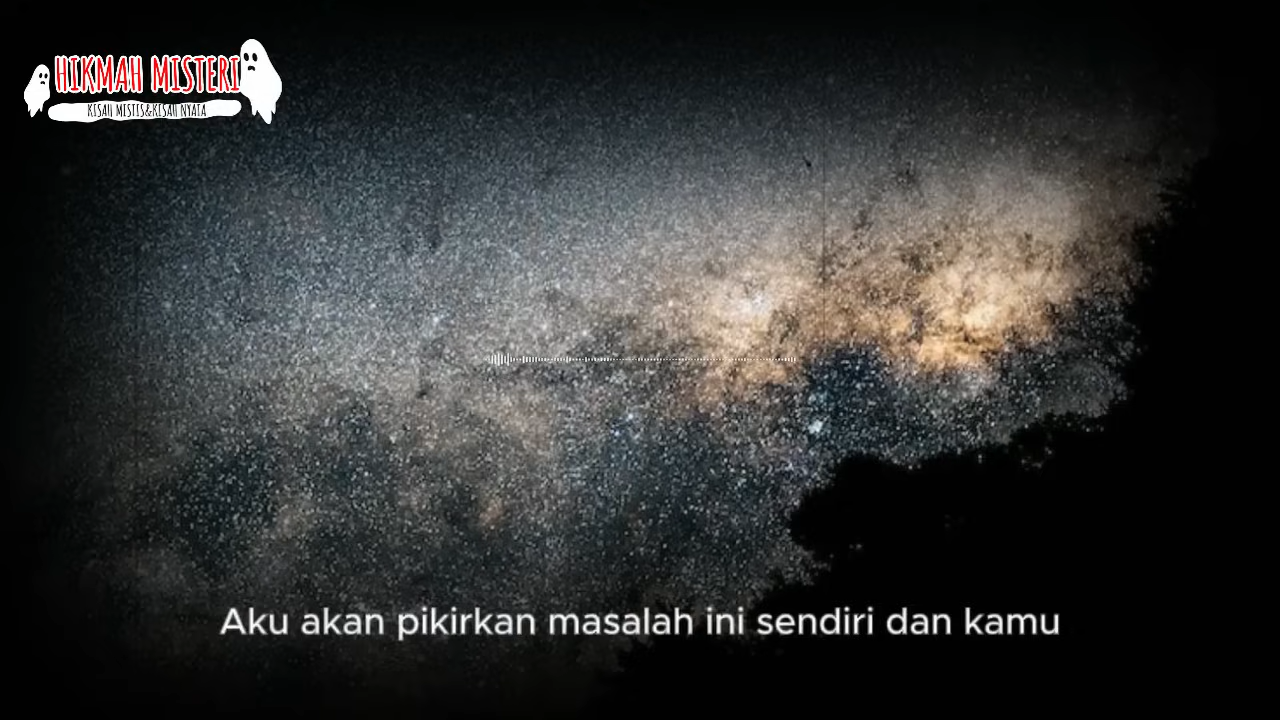 HIKMAH MISTERI
KISAH MISTIS&KISAH NYATA
Aku akan pikirkan masalah ini sendiri dan kamu